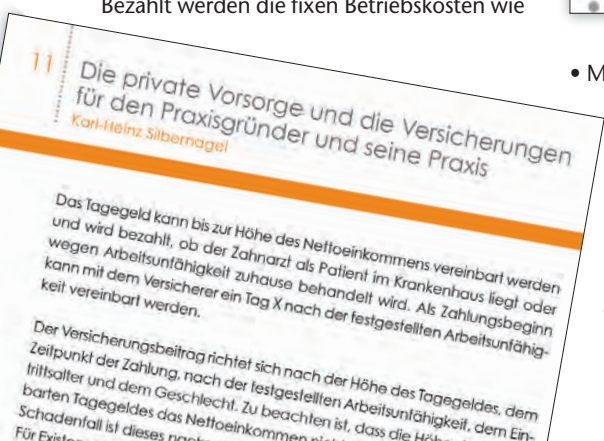 Bezahlt werden die fixen Betriebskosten wie
• M
11
Die private Vorsorge und die Versicherungen
für den Praxisgründer und seine Praxis
Karl-Heinz Silbernagel
Das Tagegeld kann bis zur Höhe des Nettoeinkommens vereinbart werden
und wird bezahlt, ob der Zahnarzt als Patient im Krankenhaus liegt oder
wegen Arbeitsunfähigkeit zuhause behandelt wird. Als Zahlungsbeginn
kann mit dem Versicherer ein Tag X nach der festgestellten Arbeitsunfähig-
keit vereinbart werden.
Der Versicherungsbeitrag richtet sich nach der Höhe des Tagegeldes, dem
Zeitpunkt der Zahlung, nach der festgestellten Arbeitsunfähigkeit, dem Ein-
trittsalter und dem Geschlecht. Zu beachten ist, dass die Höhe
barten Tagegeldes das Nettoeinkommen
Schadenfall ist dieses
Für